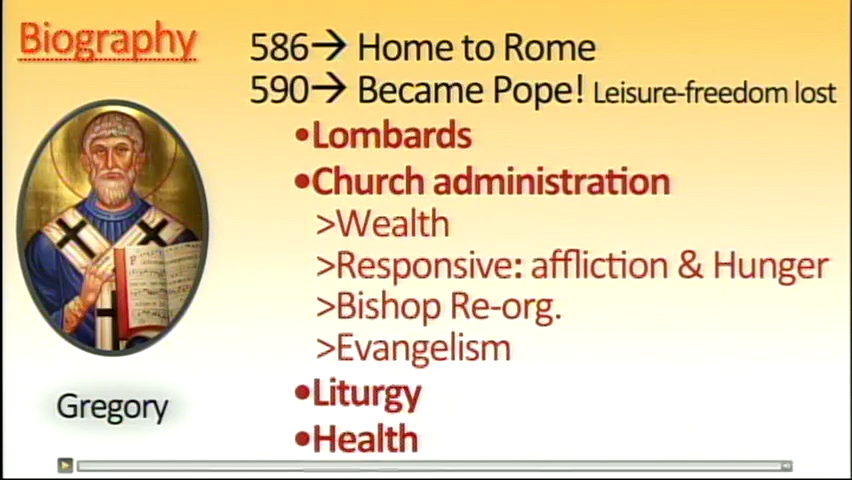 Biography
586→ Home to Rome
590→ Became Pope! Leisure-freedom lost
•Lombards
•Church administration
>Wealth
>Responsive: affliction & Hunger
>Bishop Re-org.
>Evangelism
•Liturgy
•Health
Gregory